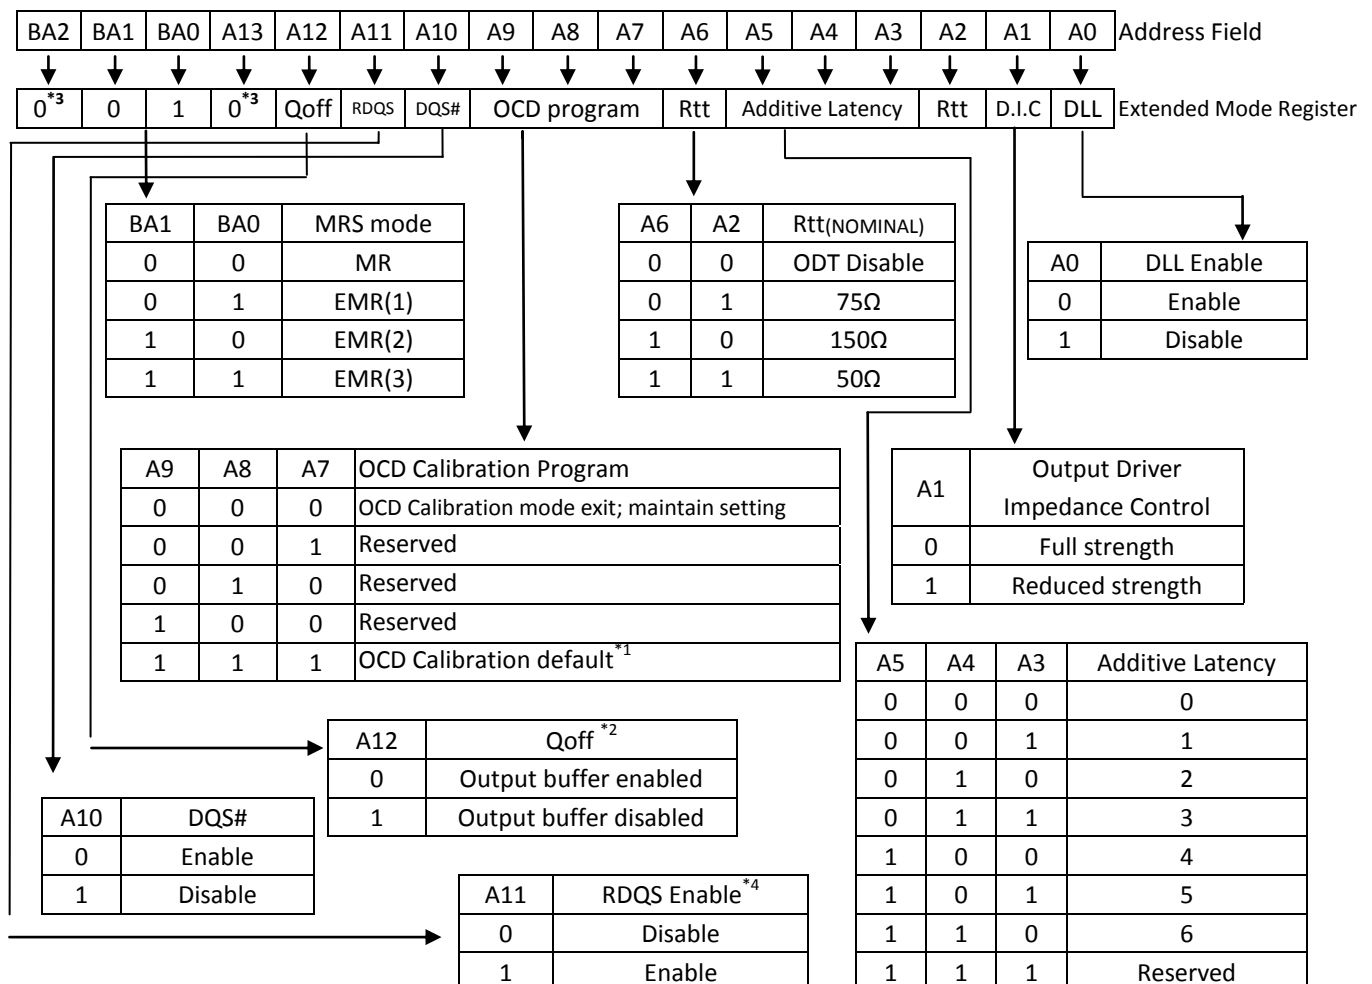 BA2 BA1 BA0 A13 A12 A11 A10 A9 A8 A7 A6 A5 A4 A3 A2 A1 A0 Address Field
0*3 0 1 0*3 Qoff RDQS DQS# OCD program Rtt Additive Latency Rtt D.I.C DLL Extended Mode Register
BA1 BA0 MRS mode
0 0 MR
0 1 EMR(1)
1 0 EMR(2)
1 1 EMR(3)
A6 A2 Rtt(NOMINAL)
0 0 ODT Disable
0 1 75Ω
1 0 150Ω
1 1 50Ω
A0 DLL Enable
0 Enable
1 Disable
A9 A8 A7 OCD Calibration Program
0 0 0 OCD Calibration mode exit; maintain setting
0 0 1 Reserved
0 1 0 Reserved
1 0 0 Reserved
1 1 1 OCD Calibration default*1
A1 Output Driver
Impedance Control
0 Full strength
1 Reduced strength
A5 A4 A3 Additive Latency
0 0 0 0
0 0 1 1
0 1 0 2
0 1 1 3
1 0 0 4
1 0 1 5
1 1 0 6
1 1 1 Reserved
A12 Qoff *2
0 Output buffer enabled
1 Output buffer disabled
A10 DQS#
0 Enable
1 Disable
A11 RDQS Enable*4
0 Disable
1 Enable